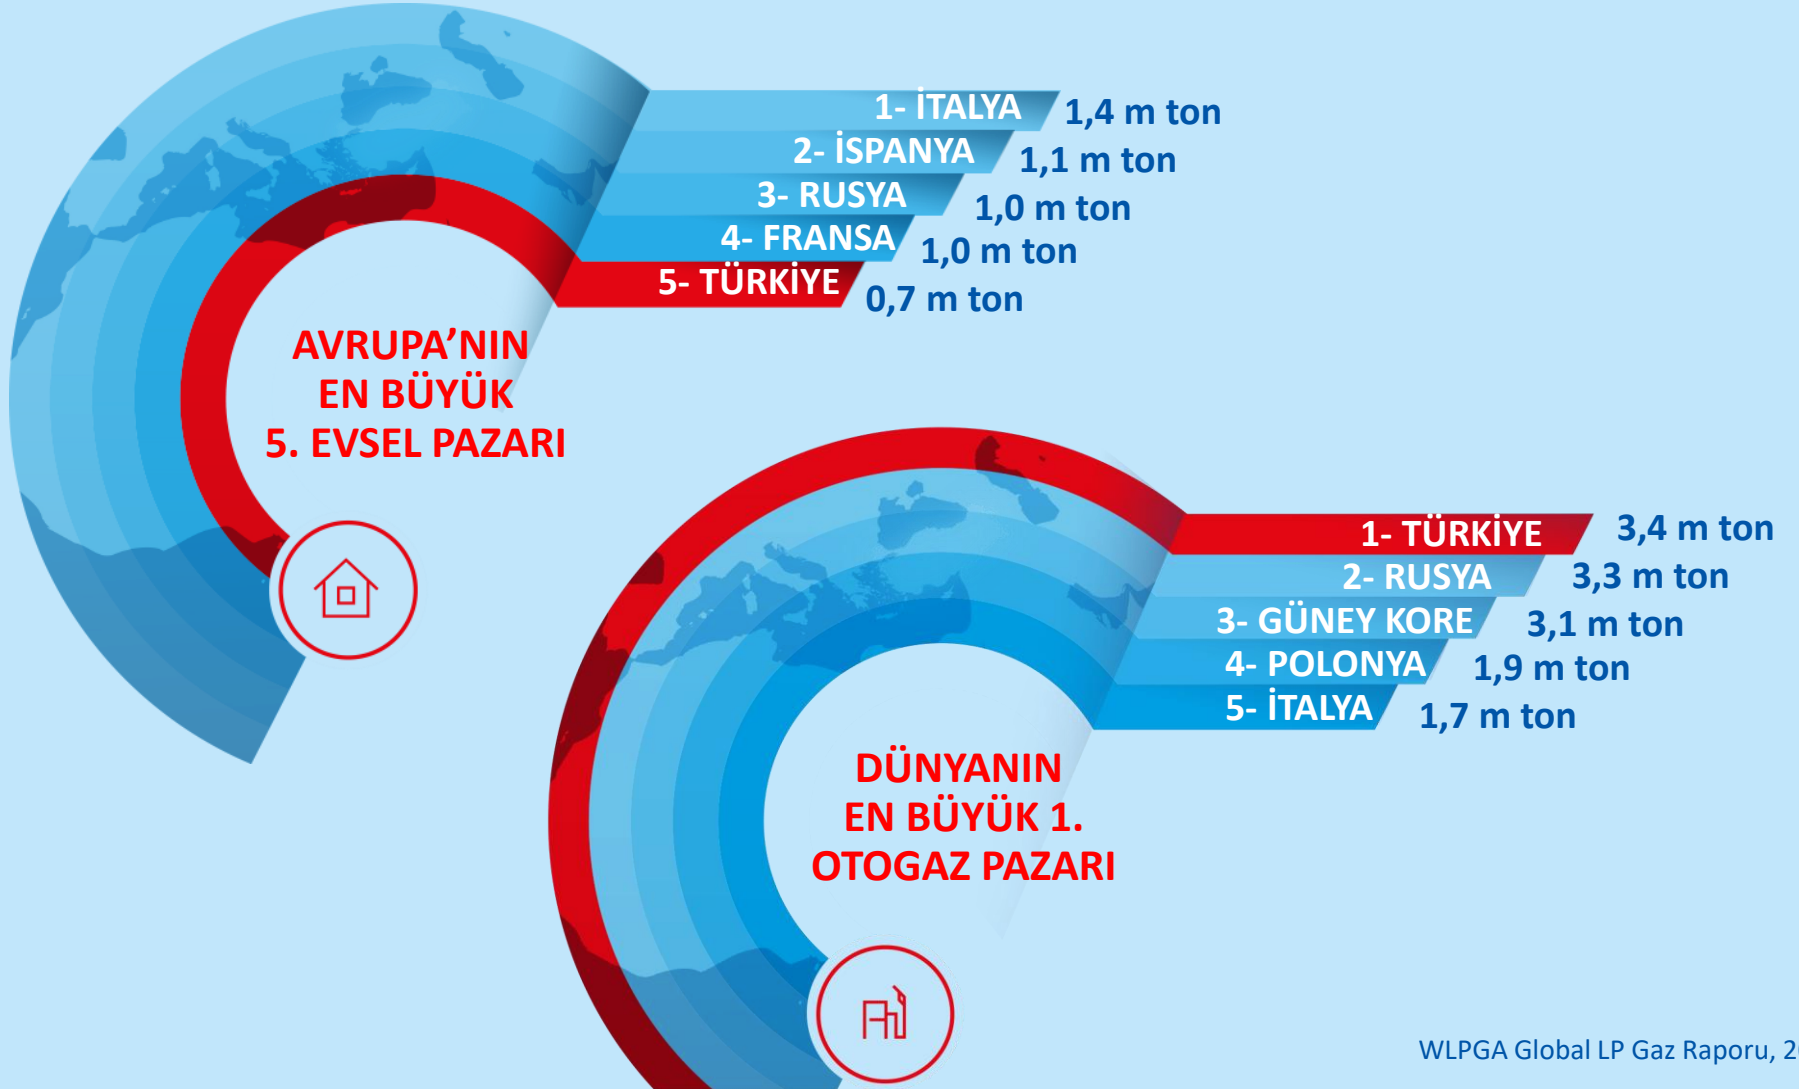 1- İTALYA 1,4 m ton
2- İSPANYA 1,1 m ton
3- RUSYA 1,0 m ton
4- FRANSA 1,0 m ton
5- TÜRKİYE 0,7 m ton
AVRUPA’NIN
EN BÜYÜK
5. EVSEL PAZARI
1- TÜRKİYE 3,4 m ton
2- RUSYA 3,3 m ton
3- GÜNEY KORE 3,1 m ton
4- POLONYA 1,9 m ton
5- İTALYA 1,7 m ton
DÜNYANIN
EN BÜYÜK 1.
OTOGAZ PAZARI
WLPGA Global LP Gaz Raporu,